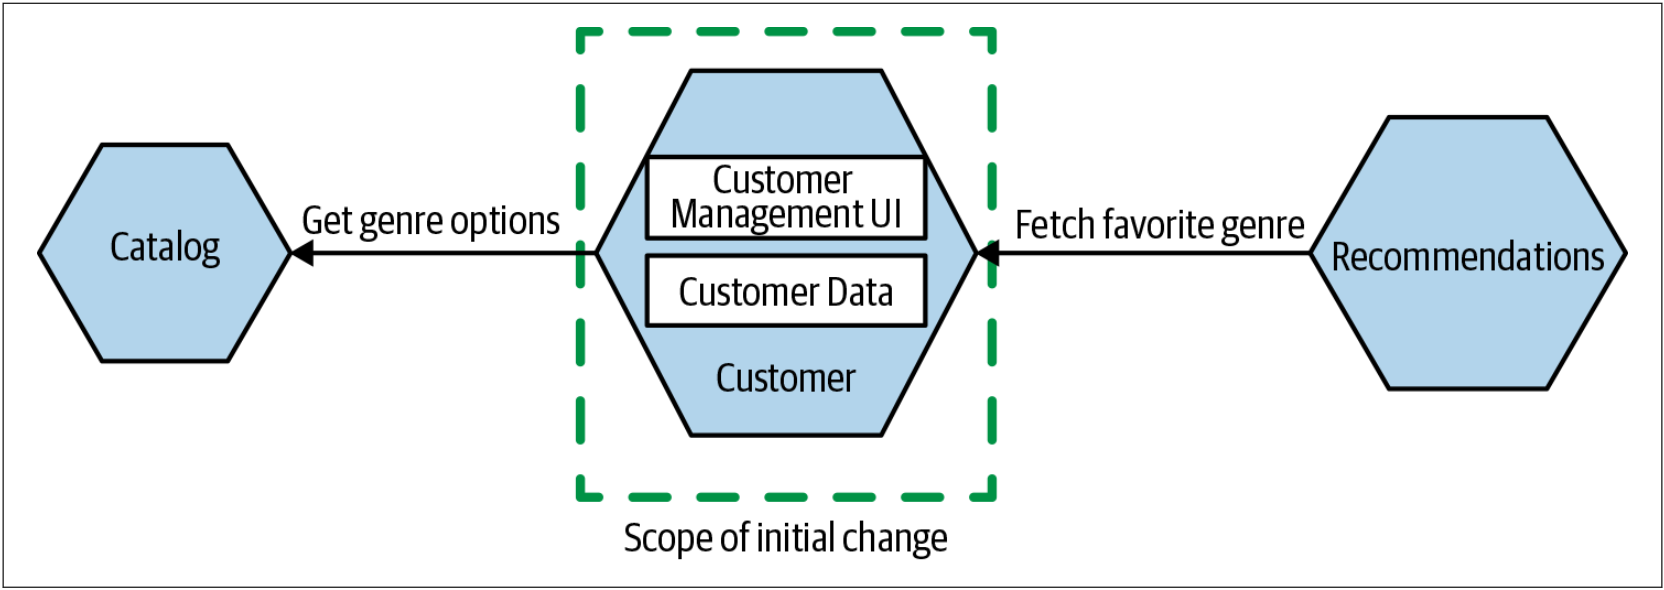 Catalog
Get genre options
Customer
Management UI
Customer Data
Customer
Fetch favorite genre
Recommendations
Scope of initial change